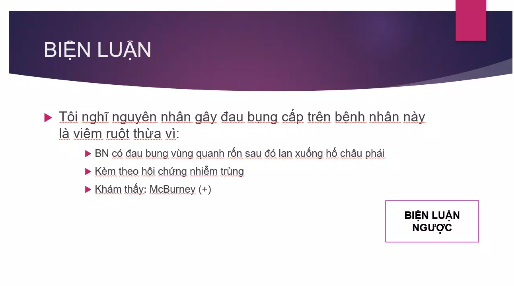 BIỆN LUẬN
Tôi nghĩ nguyên nhân gây đau bụng cấp trên bệnh nhân này
là viêm ruột thừa vì:
BN có đau bụng vùng quanh rốn sau đó lan xuống hố chậu phải
Kèm theo hội chứng nhiễm trùng
Khám thấy: McBurney (+)
BIỆN LUẬN
NGƯỢC